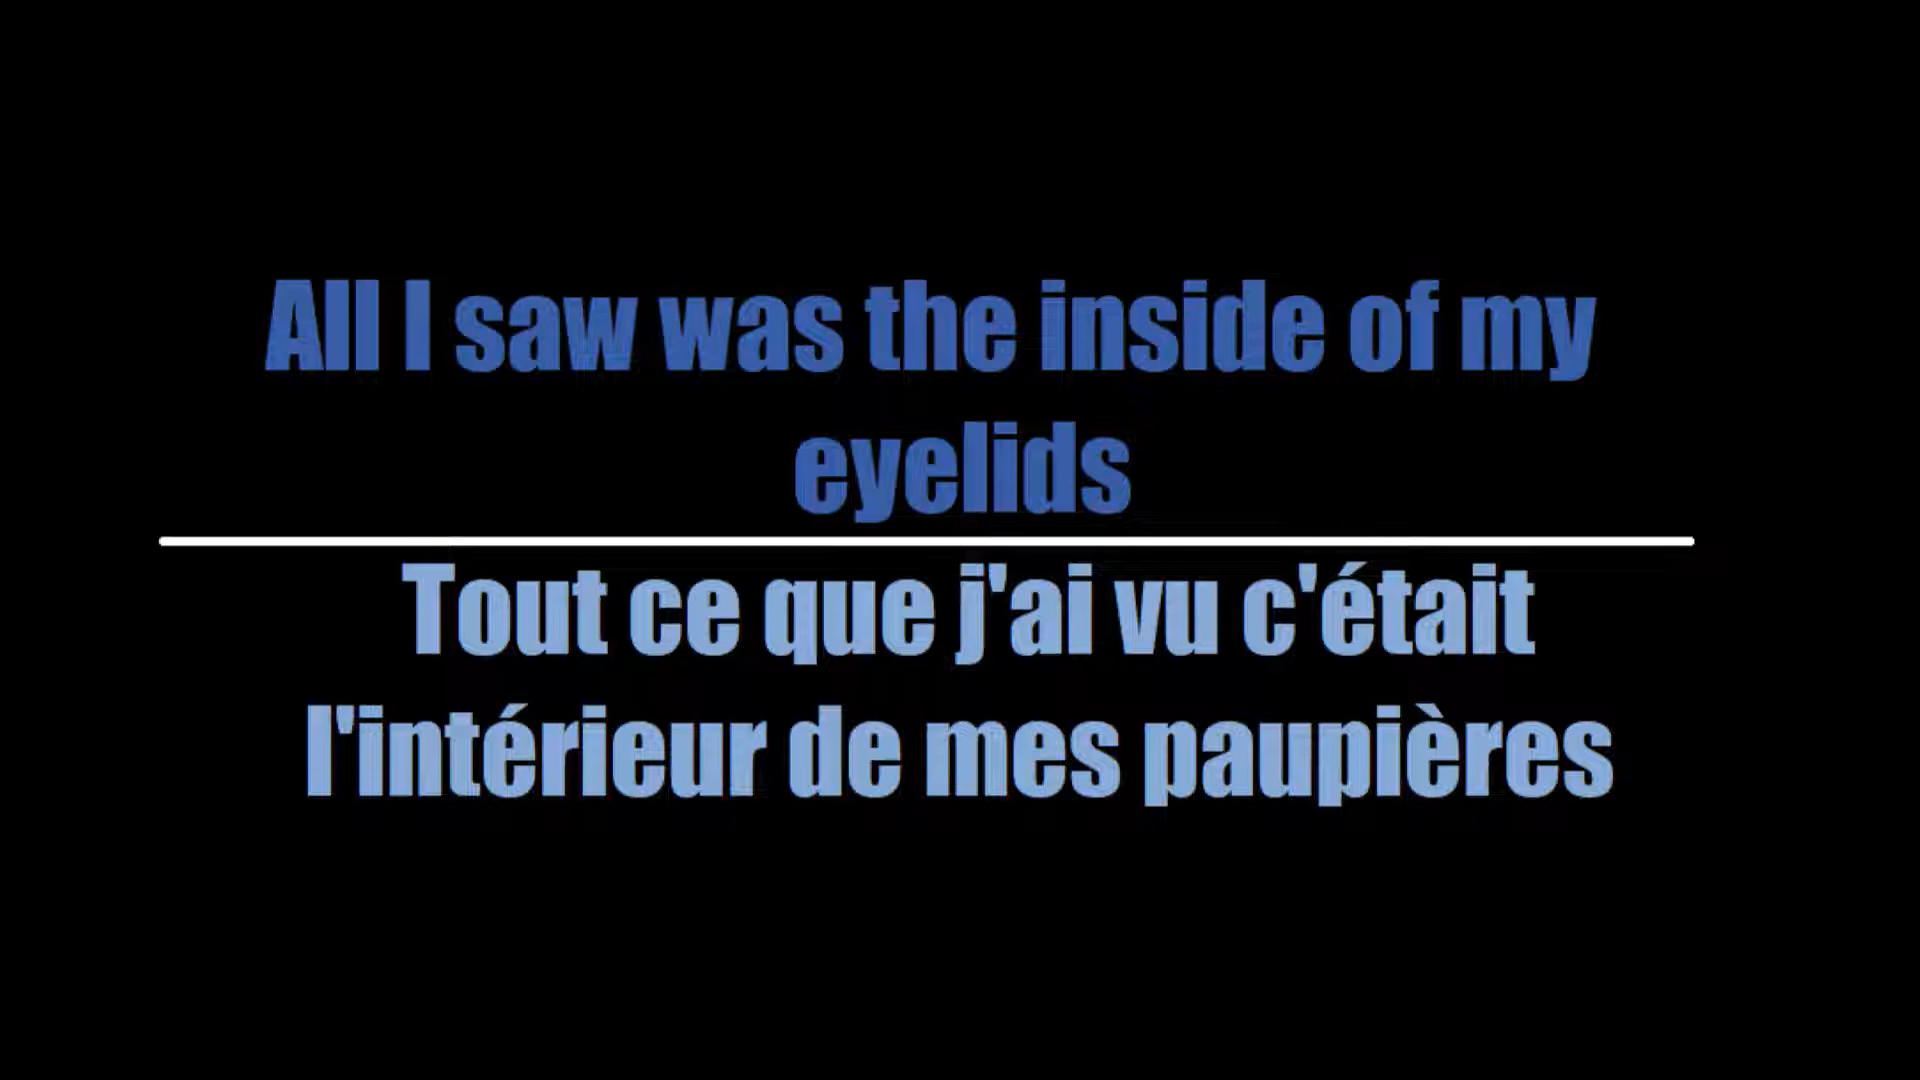 All I saw was the inside of my
eyelids
Tout ce que j'ai vu c'était
l'intérieur de mes paupières